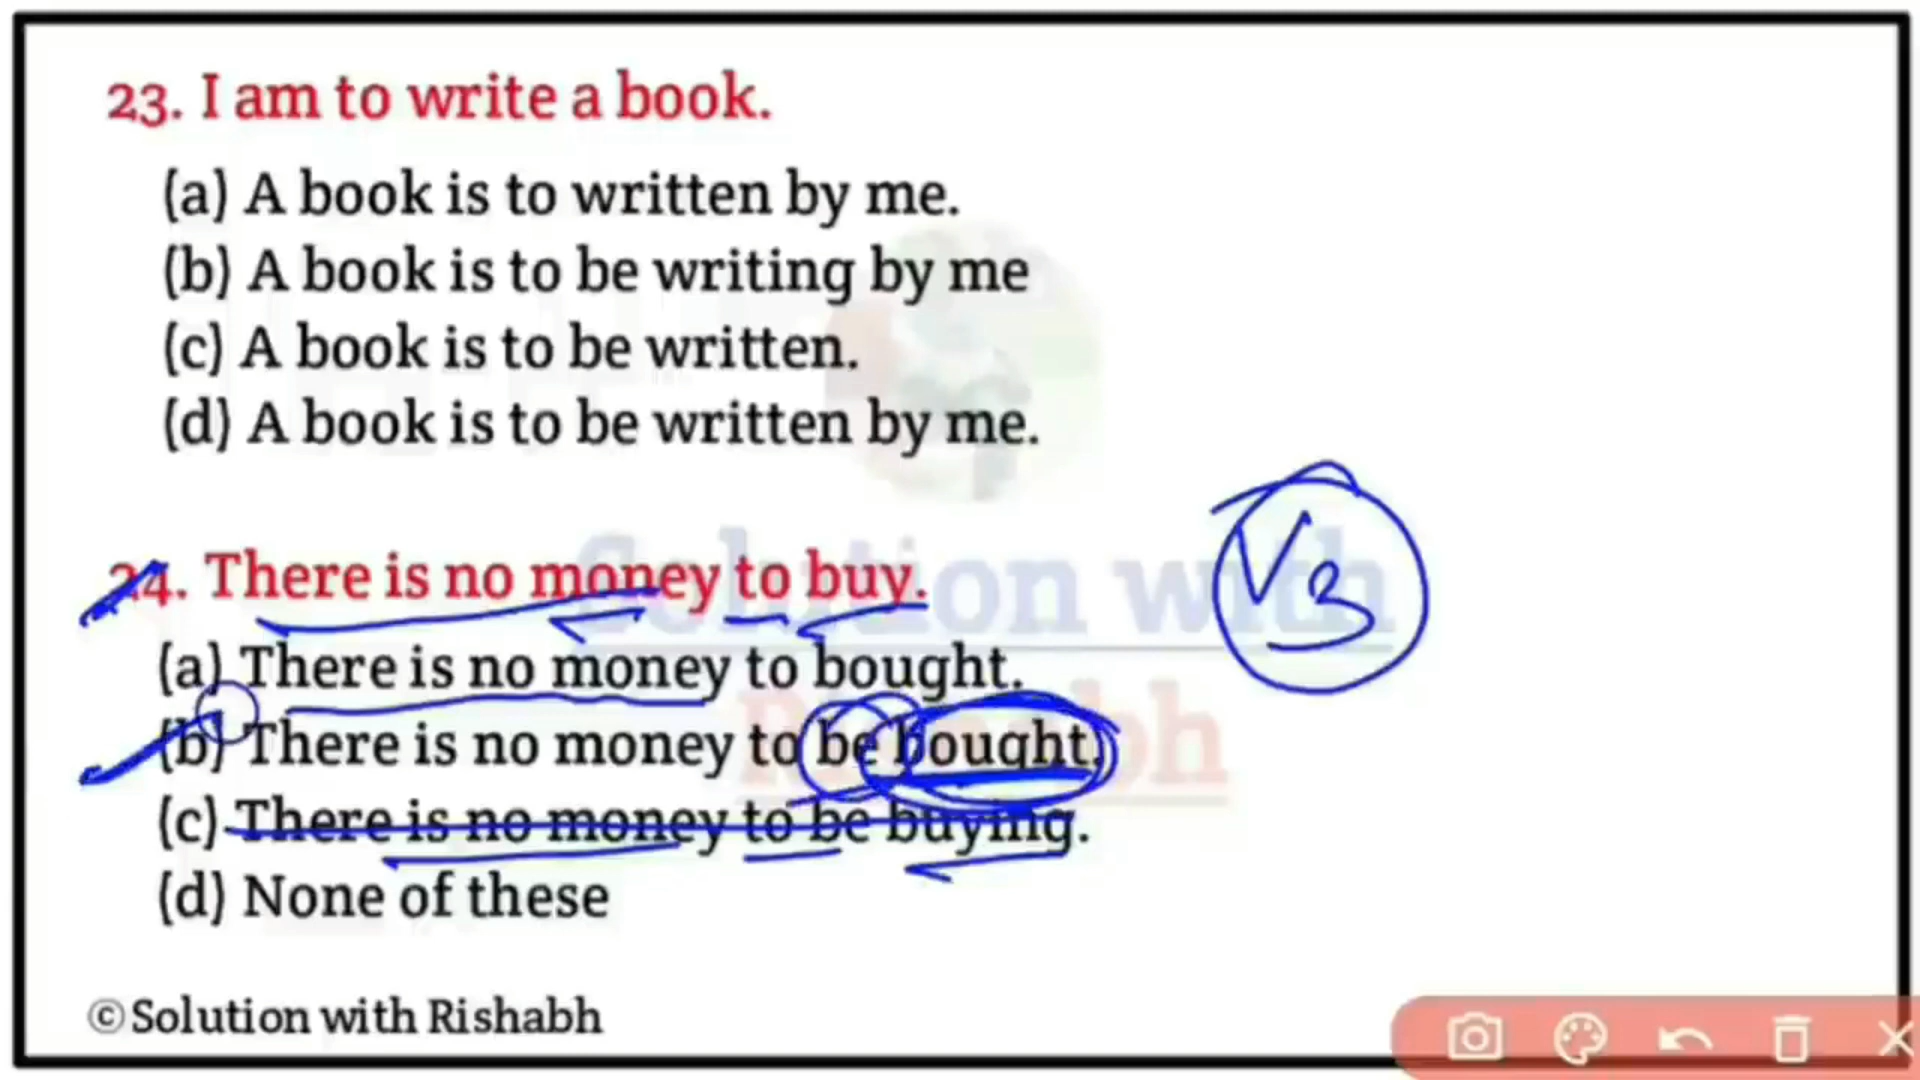 23. I am to write a book.
(a) A book is to written by me.
(b) A book is to be writing by me
(c) A book is to be written.
(d) A book is to be written by me.
Solution with
Rishabh
V3
24. There is no money to buy.
(a) There is no money to bought.
(b) There is no money to be bought.
(c) There is no money to be buying.
(d) None of these
©Solution with Rishabh